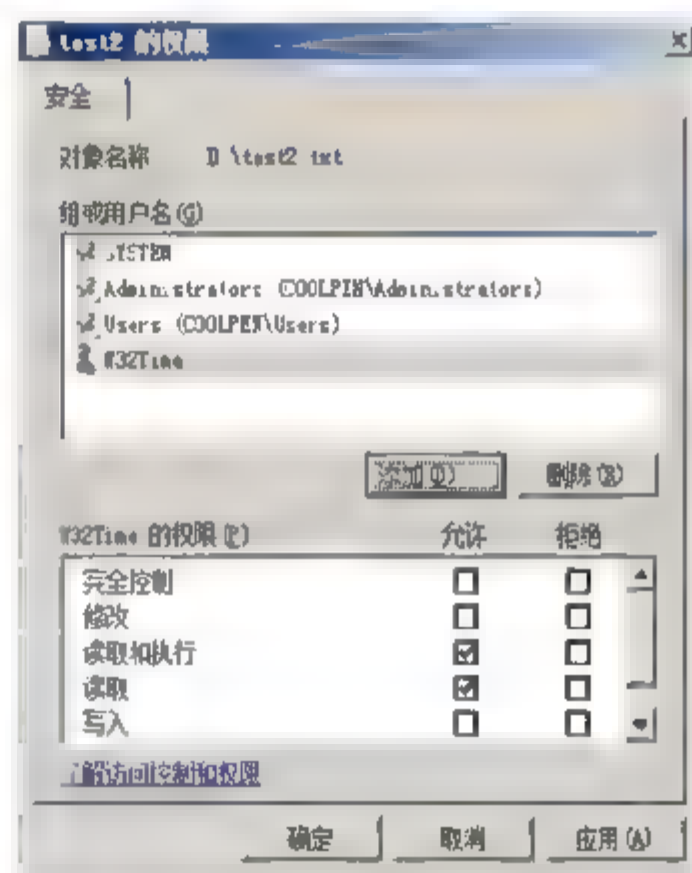 test2 的权限
安全
对象名称 D:\test2.txt
组或用户名(G)
SYSTEM
Administrators (COOLPEN\Administrators)
Users (COOLPEN\Users)
W32Time
添加(D) 删除(R)
W32Time 的权限(P) 允许 拒绝
完全控制
修改
读取和执行
读取
写入
了解访问控制和权限
确定 取消 应用(A)